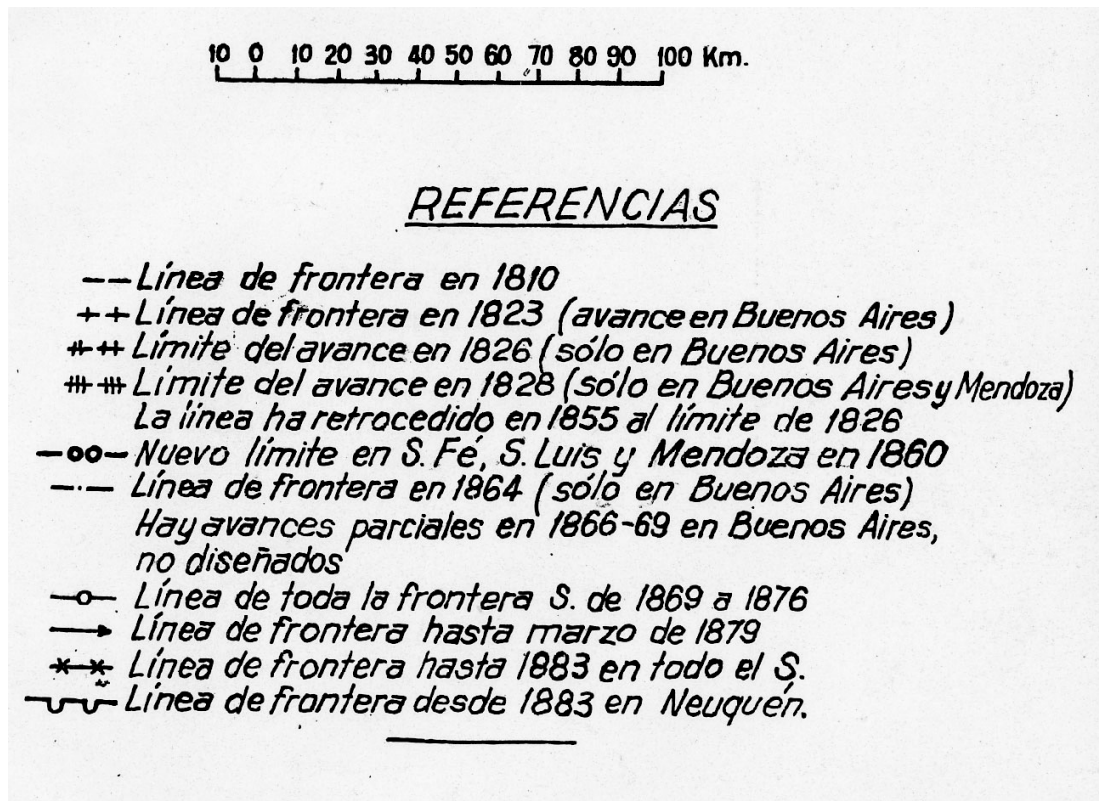 10 0 10 20 30 40 50 60 70 80 90 100 Km.
REFERENCIAS
Línea de frontera en 1810
Línea de frontera en 1823 (avance en Buenos Aires)
Límite del avance en 1826 (sólo en Buenos Aires)
Límite del avance en 1828 (sólo en Buenos Aires y Mendoza)
La línea ha retrocedido en 1855 al límite de 1826
Nuevo límite en S. Fé, S. Luis y Mendoza en 1860
Línea de frontera en 1864 (sólo en Buenos Aires)
Hay avances parciales en 1866-69 en Buenos Aires,
no diseñados
Línea de toda la frontera S. de 1869 a 1876
Línea de frontera hasta marzo de 1879
Línea de frontera hasta 1883 en todo el S.
Línea de frontera desde 1883 en Neuquén.